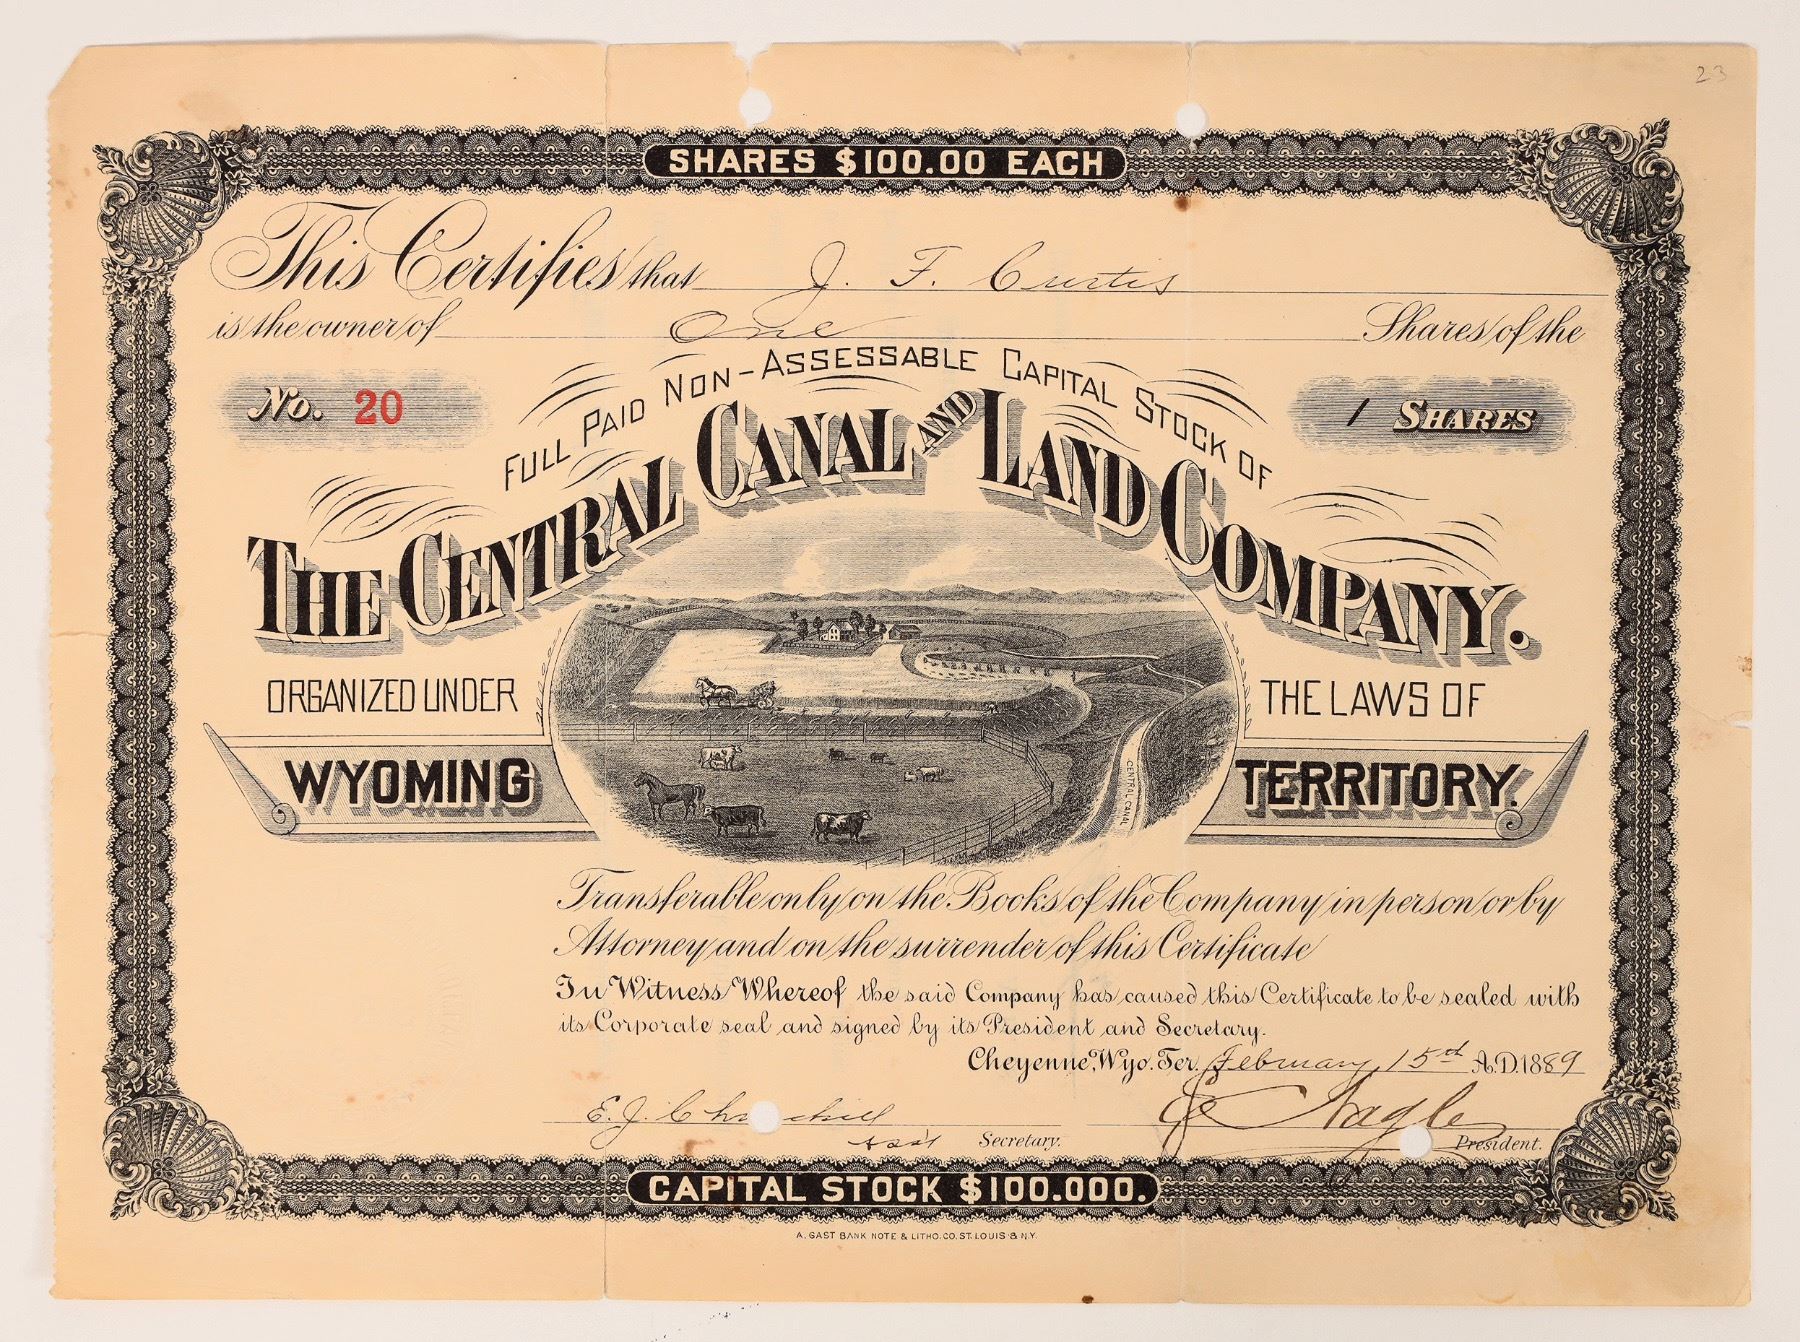 23
SHARES $100.00 EACH
This Certifies that J. F. Curtis
is the owner of One Shares of the
No. 20
1 SHARES
FULL PAID NON-ASSESSABLE CAPITAL STOCK OF
THE CENTRAL CANAL AND LAND COMPANY.
ORGANIZED UNDER THE LAWS OF
WYOMING TERRITORY.
CENTRAL CANAL
Transferable only on the Books of the Company in person or by
Attorney and on the surrender of this Certificate
In Witness Whereof the said Company has caused this Certificate to be sealed with
its Corporate seal and signed by its President and Secretary.
Cheyenne, Wyo. Ter. February 15th A.D. 1889
E. J. Churchill Nagle
Asst Secretary. President.
CAPITAL STOCK $100.000.
A. GAST BANK NOTE & LITHO. CO. ST. LOUIS & N.Y.